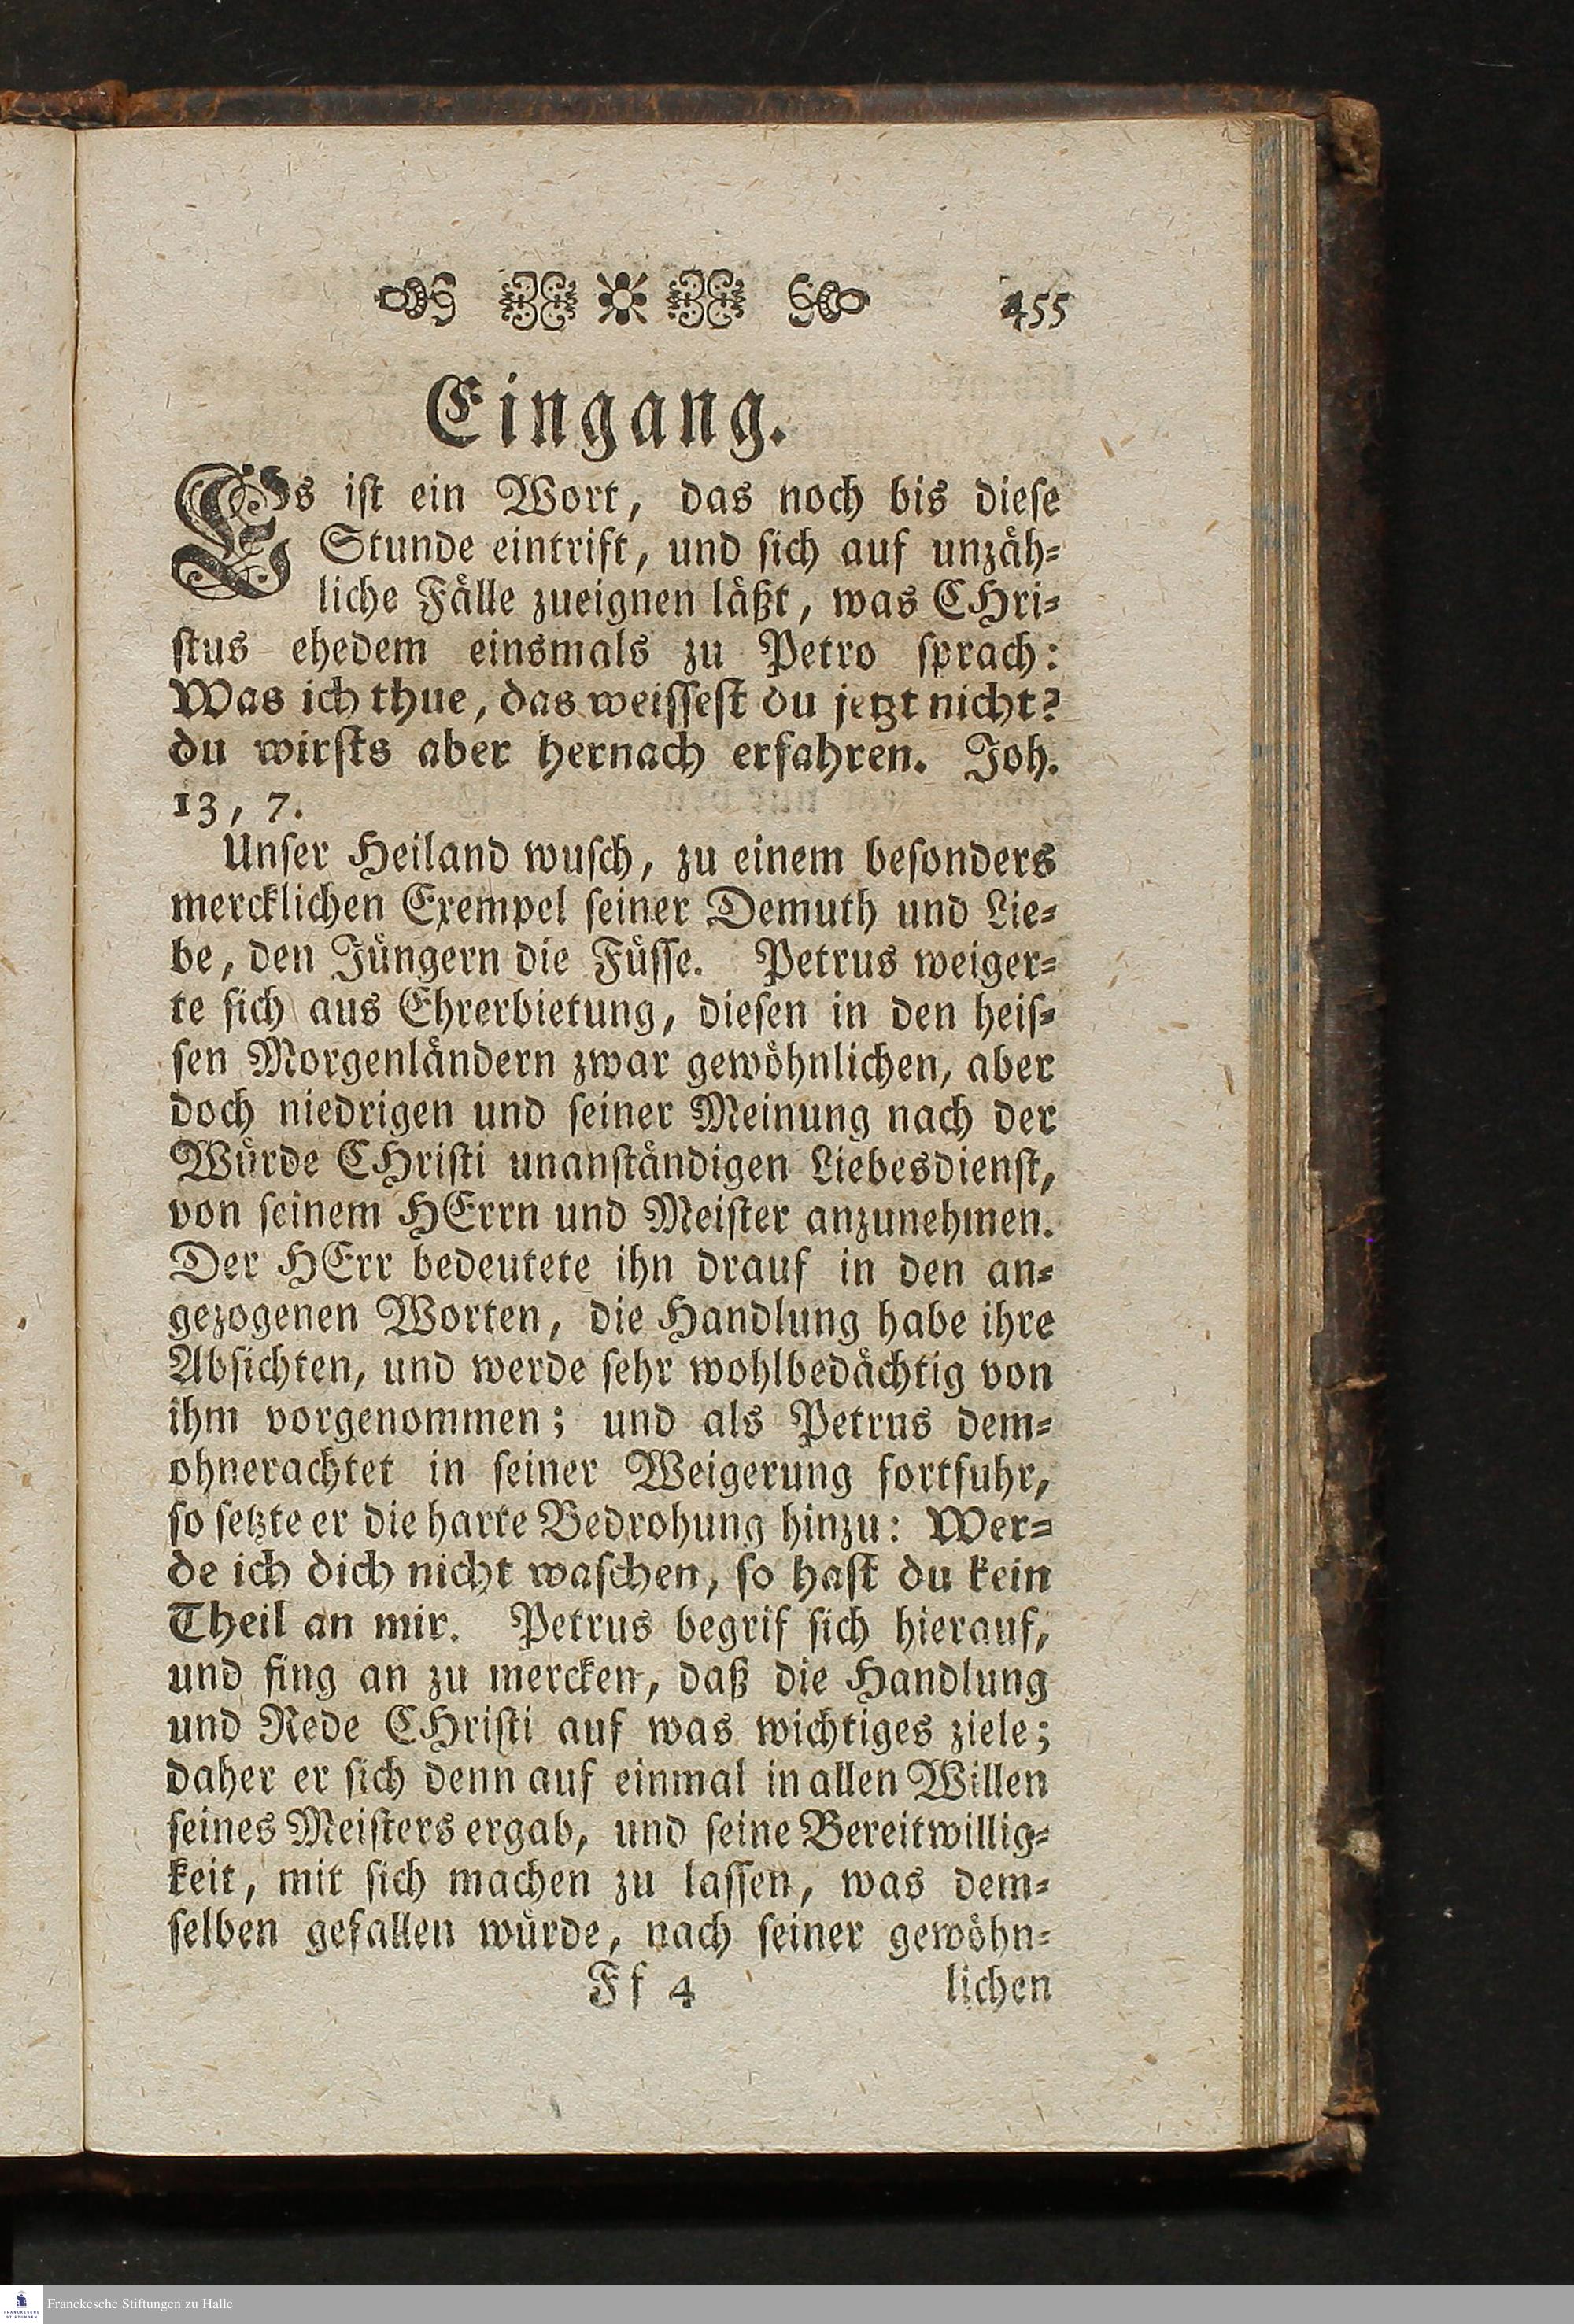 455
Eingang.
Es ist ein Wort, das noch bis diese
Stunde eintrift, und sich auf unzäh-
liche Fälle zueignen läßt, was CHri-
stus ehedem einsmals zu Petro sprach:
Was ich thue, das weissest du jetzt nicht?
du wirsts aber hernach erfahren. Joh.
13, 7.
Unser Heiland wusch, zu einem besonders
mercklichen Exempel seiner Demuth und Lie-
be, den Jüngern die Füsse. Petrus weiger-
te sich aus Ehrerbietung, diesen in den heis-
sen Morgenländern zwar gewöhnlichen, aber
doch niedrigen und seiner Meinung nach der
Würde CHristi unanständigen Liebesdienst,
von seinem HErrn und Meister anzunehmen.
Der HErr bedeutete ihn drauf in den an-
gezogenen Worten, die Handlung habe ihre
Absichten, und werde sehr wohlbedächtig von
ihm vorgenommen; und als Petrus dem-
ohnerachtet in seiner Weigerung fortfuhr,
so setzte er die harte Bedrohung hinzu: Wer-
de ich dich nicht waschen, so hast du kein
Theil an mir. Petrus begrif sich hierauf,
und fing an zu mercken, daß die Handlung
und Rede CHristi auf was wichtiges ziele;
daher er sich denn auf einmal in allen Willen
seines Meisters ergab, und seine Bereitwillig-
keit, mit sich machen zu lassen, was dem-
selben gefallen würde, nach seiner gewöhn-
Ff 4 lichen
FRANCKESCHE
STIFTUNGEN
Franckesche Stiftungen zu Halle